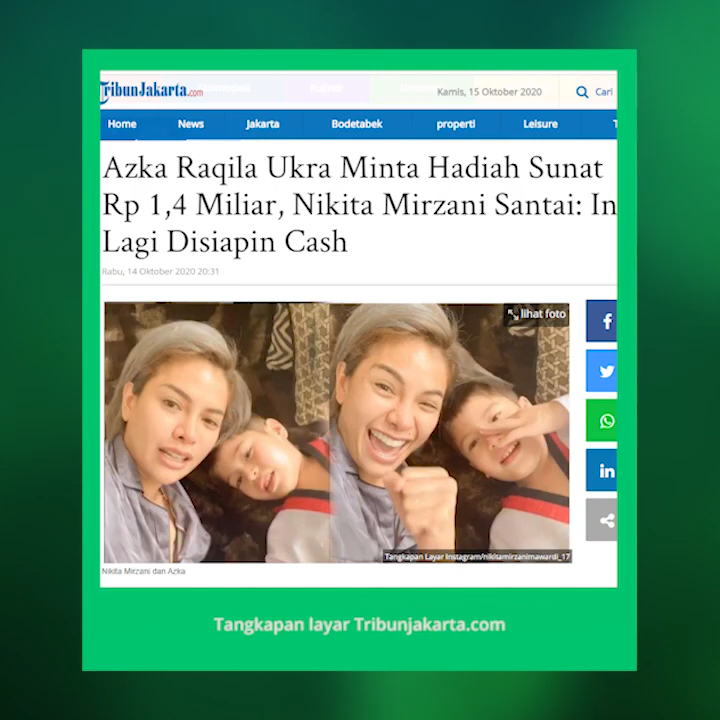 TribunJakarta.com
Kamis, 15 Oktober 2020
Cari
Home News Jakarta Bodetabek properti Leisure T
Azka Raqila Ukra Minta Hadiah Sunat
Rp 1,4 Miliar, Nikita Mirzani Santai: In
Lagi Disiapin Cash
Rabu, 14 Oktober 2020 20:31
lihat foto
Tangkapan Layar Instagram/nikitamirzanimawardi_17
Nikita Mirzani dan Azka
Tangkapan layar Tribunjakarta.com